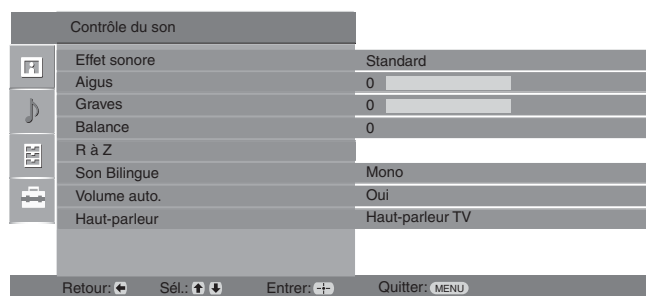 Contrôle du son
Effet sonore Standard
Aigus 0
Graves 0
Balance 0
R à Z
Son Bilingue Mono
Volume auto. Oui
Haut-parleur Haut-parleur TV
Retour: Sél.: Entrer: Quitter: MENU